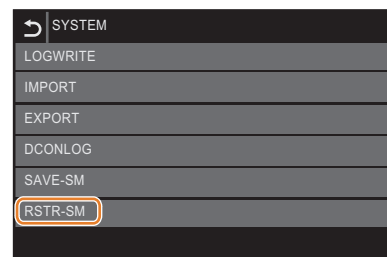 SYSTEM
LOGWRITE
IMPORT
EXPORT
DCONLOG
SAVE-SM
RSTR-SM